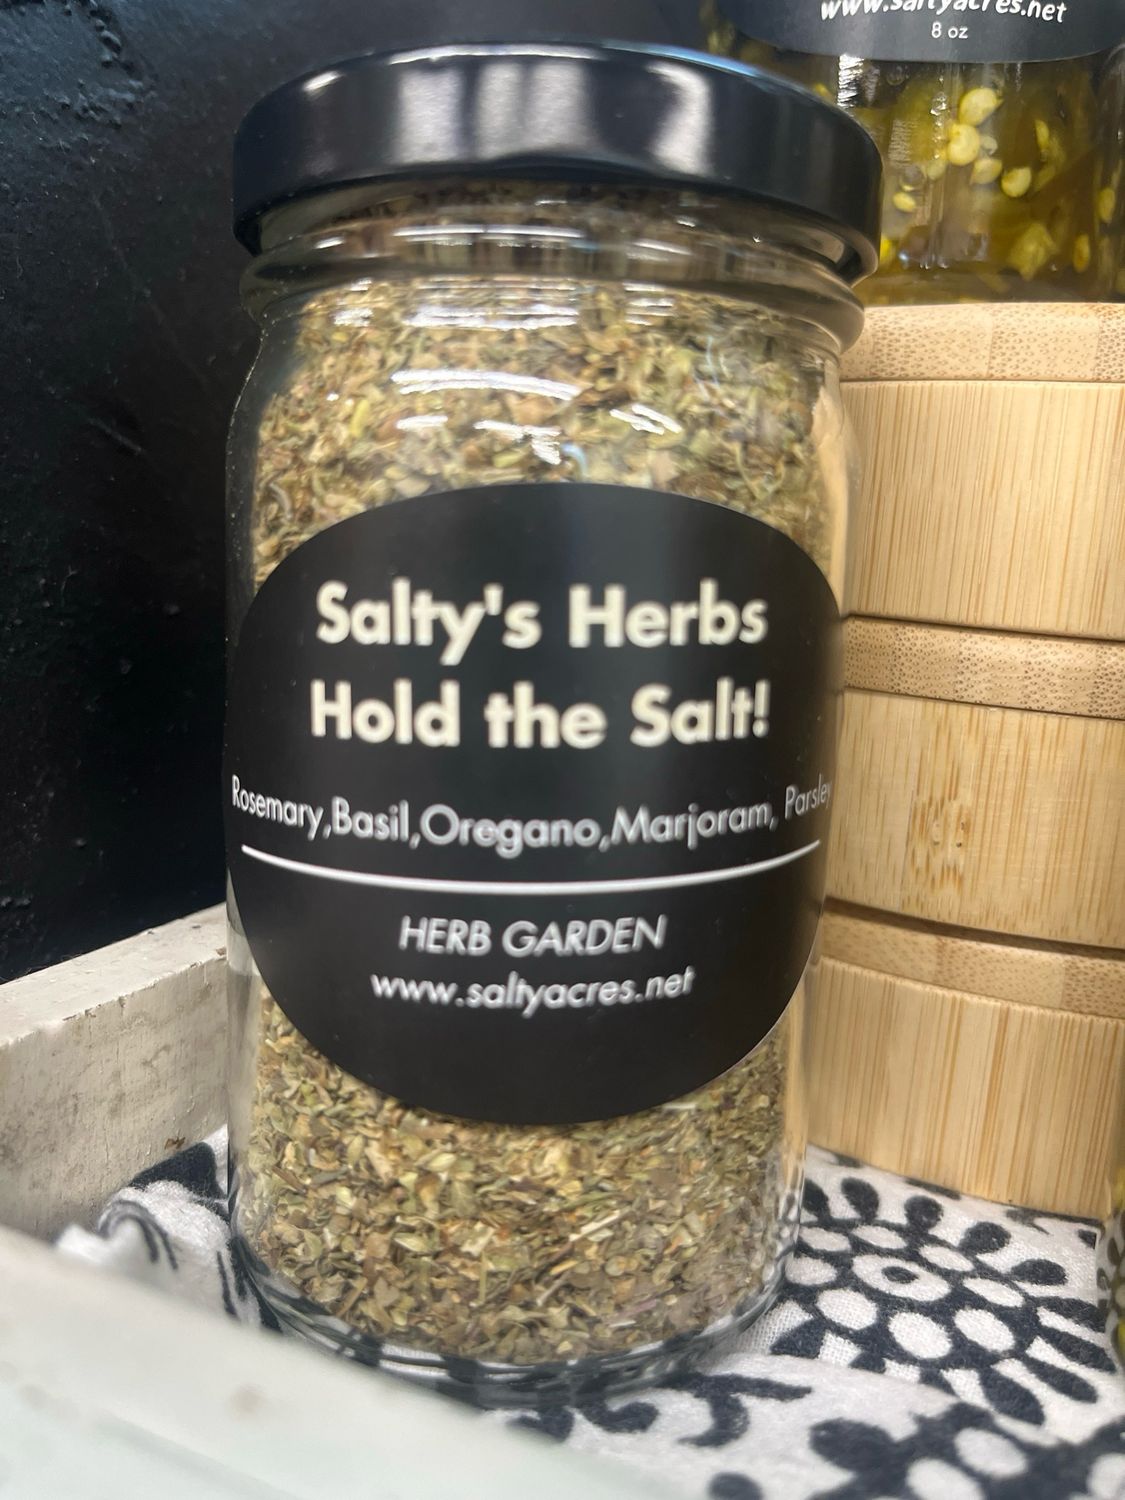 www.saltyacres.net
8 oz
Salty's Herbs
Hold the Salt!
Rosemary,Basil,Oregano,Marjoram, Parsley
HERB GARDEN
www.saltyacres.net